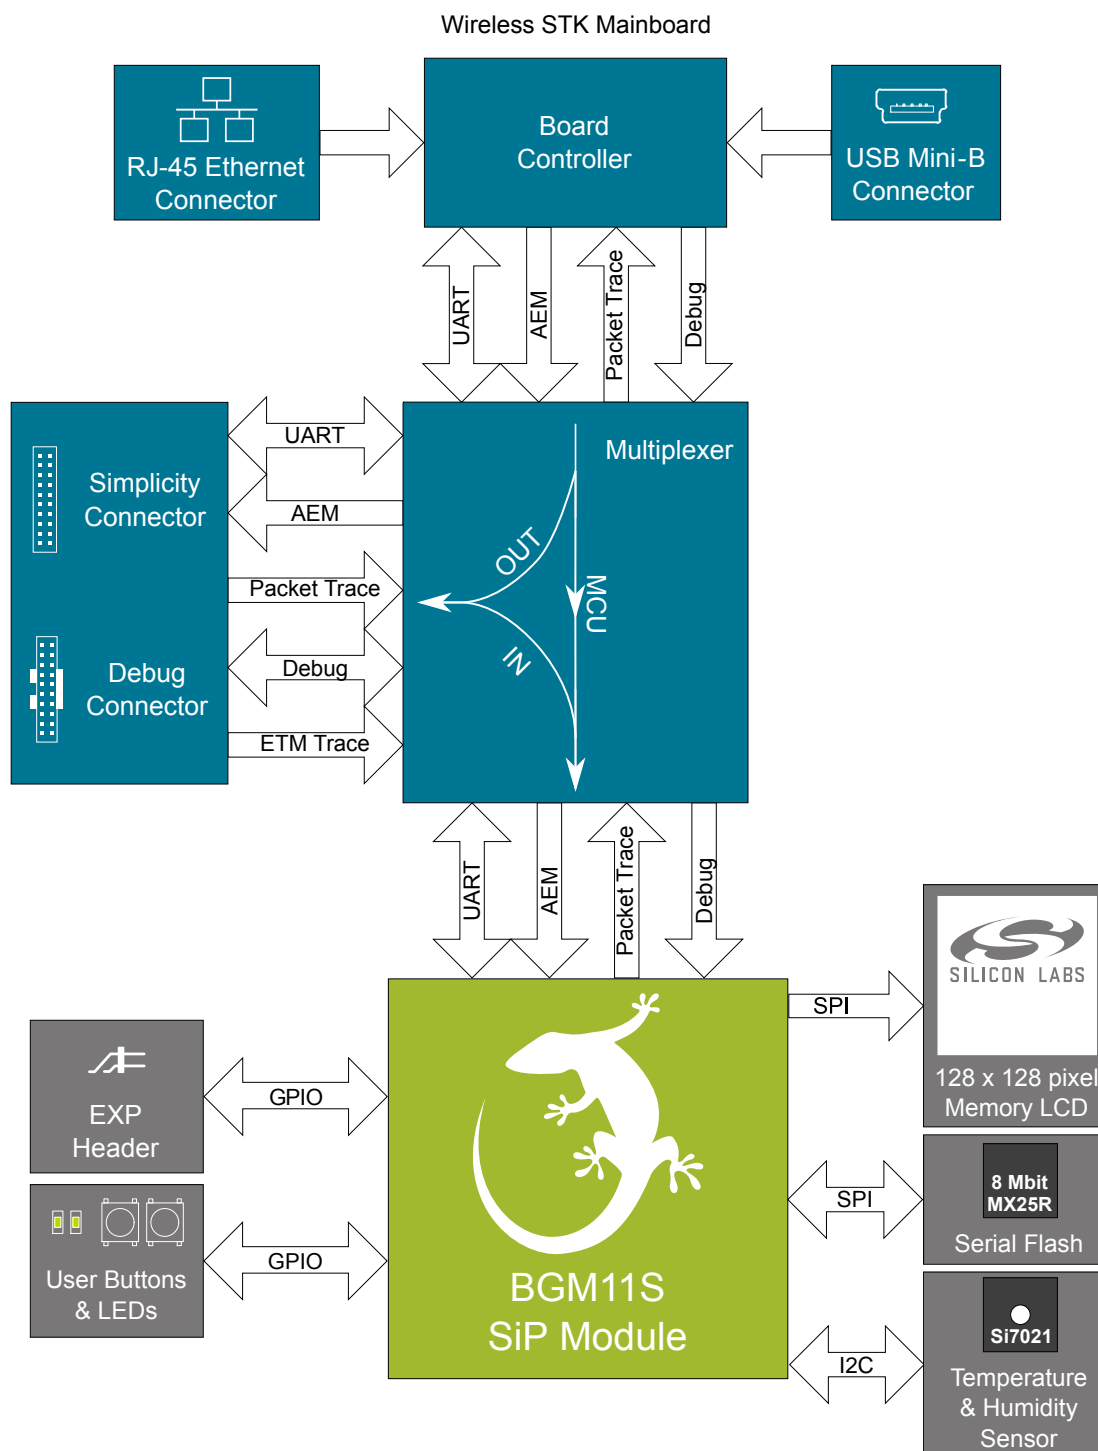 Wireless STK Mainboard
RJ-45 Ethernet
Connector
Board
Controller
USB Mini-B
Connector
UART
AEM
Packet Trace
Debug
Simplicity
Connector
Debug
Connector
UART
AEM
Packet Trace
Debug
ETM Trace
Multiplexer
OUT
MCU
IN
UART
AEM
Packet Trace
Debug
EXP
Header
GPIO
User Buttons
& LEDs
GPIO
BGM11S
SiP Module
SPI
SILICON LABS
128 x 128 pixel
Memory LCD
SPI
8 Mbit
MX25R
Serial Flash
I2C
Si7021
Temperature
& Humidity
Sensor